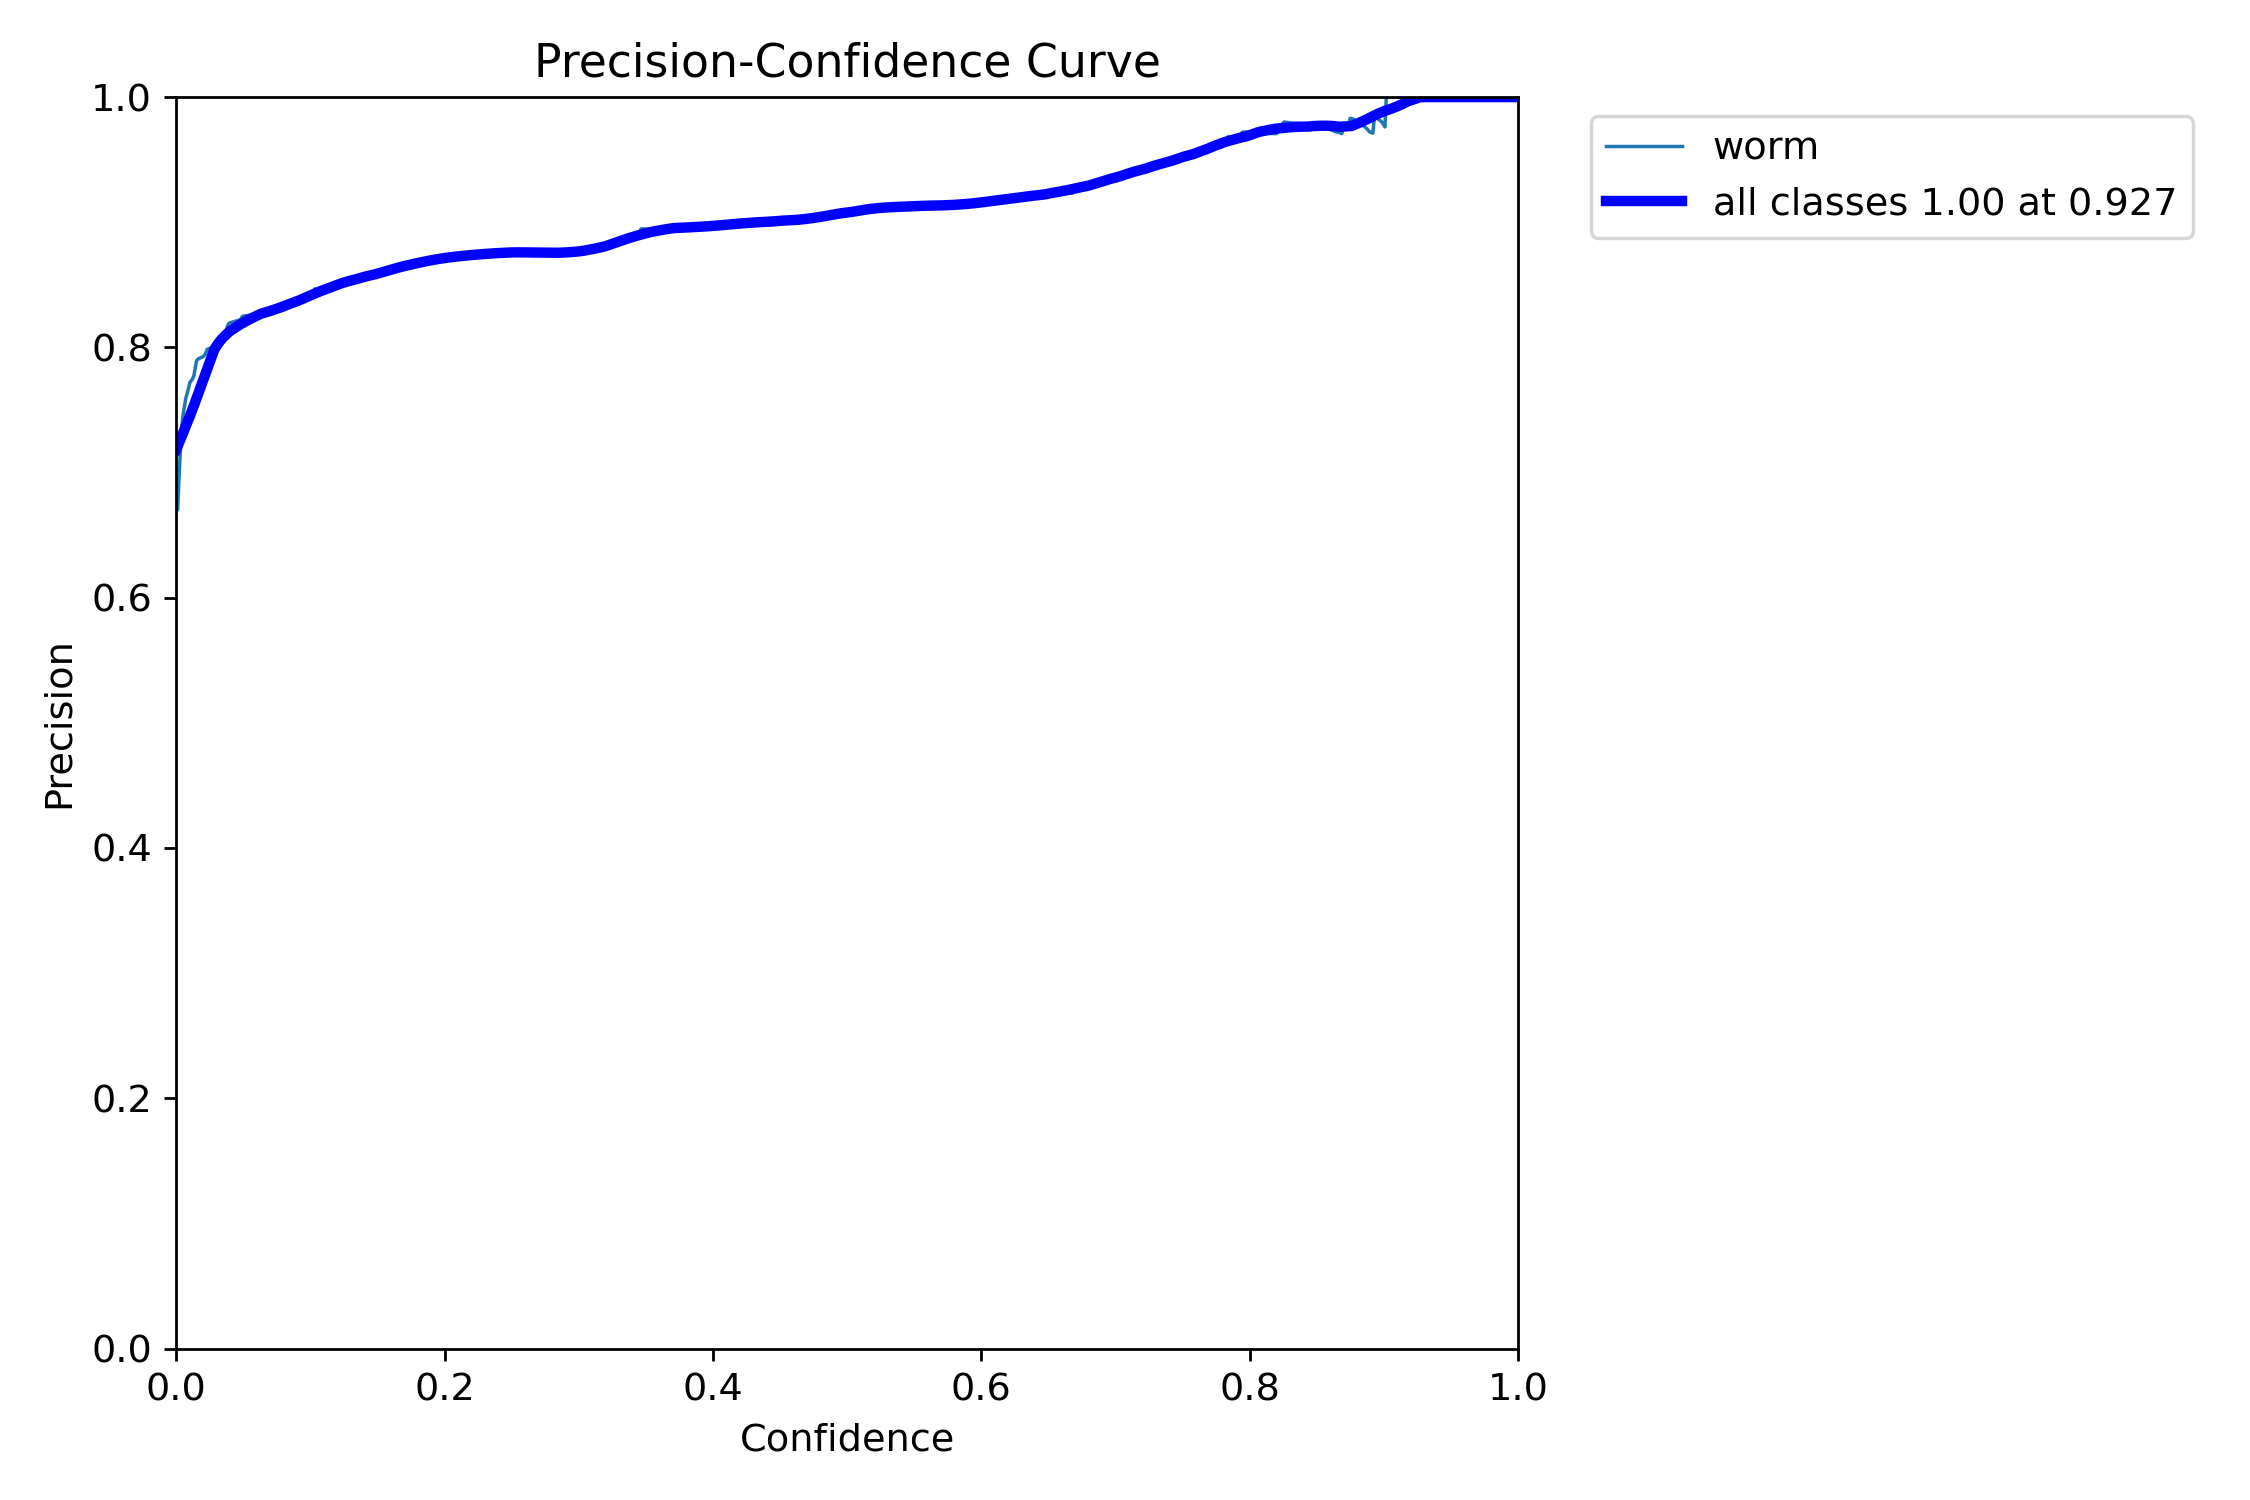 Precision-Confidence Curve
1.0
0.8
0.6
0.4
0.2
0.0
Precision
0.0 0.2 0.4 0.6 0.8 1.0
Confidence
worm
all classes 1.00 at 0.927